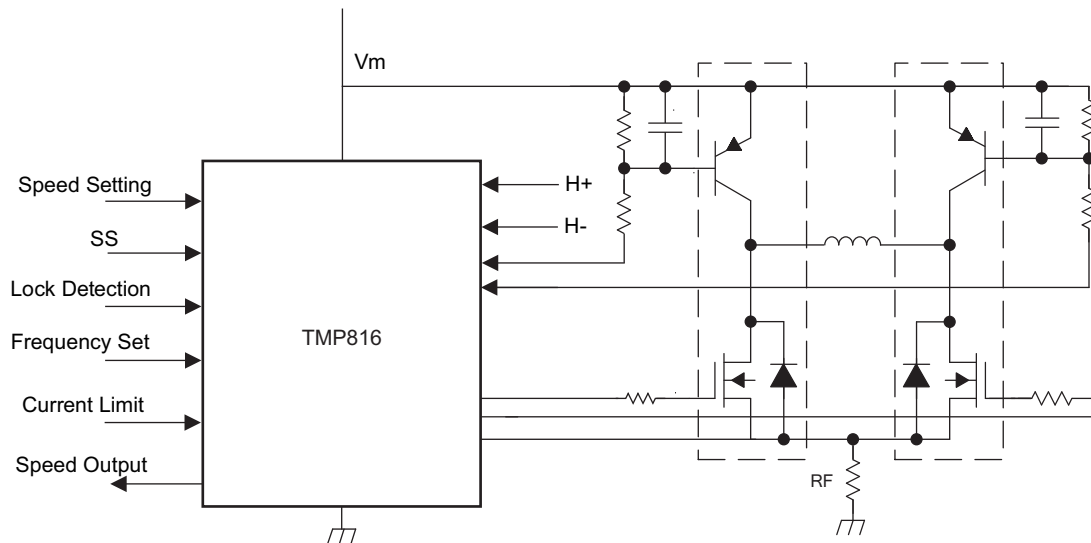 Vm
Speed Setting
SS
Lock Detection
Frequency Set
Current Limit
Speed Output
TMP816
H+
H-
RF